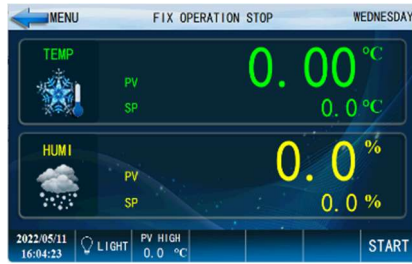 MENU FIX OPERATION STOP WEDNESDAY
TEMP
PV 0.00 °C
SP 0.0 °C
HUMI
PV 0.0 %
SP 0.0 %
2022/05/11 LIGHT PV HIGH START
16:04:23 0.0 °C